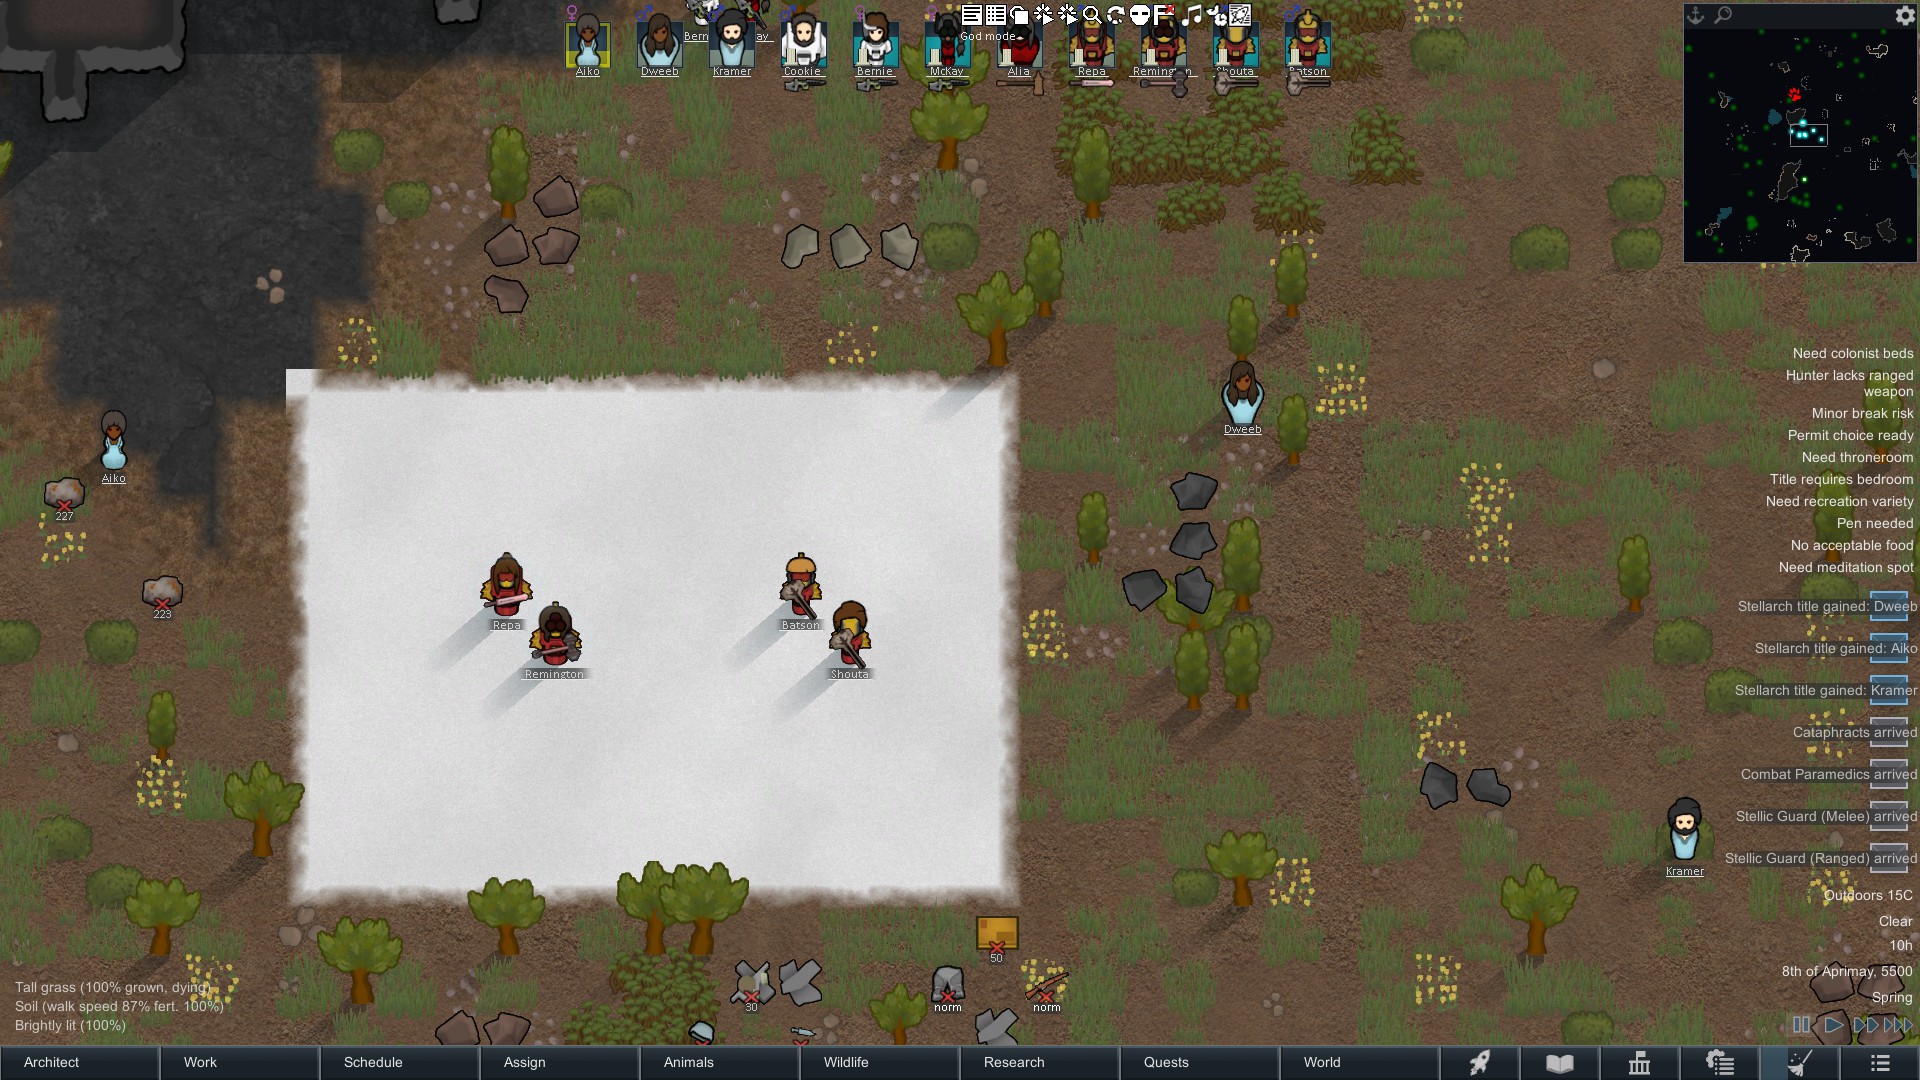 Bern
ay
God mode
Aiko
Dweeb
Kramer
Cookie
Bernie
McKay
Alia
Repa
Remington
Shouta
Batson
Need colonist beds
Hunter lacks ranged
weapon
Minor break risk
Permit choice ready
Need throneroom
Title requires bedroom
Need recreation variety
Pen needed
No acceptable food
Need meditation spot
Stellarch title gained: Dweeb
Stellarch title gained: Aiko
Stellarch title gained: Kramer
Cataphracts arrived
Combat Paramedics arrived
Stellic Guard (Melee) arrived
Stellic Guard (Ranged) arrived
Outdoors 15C
Clear
10h
8th of Aprimay, 5500
Spring
Dweeb
Aiko
227
223
Repa
Remington
Batson
Shouta
Kramer
50
30
norm
norm
Tall grass (100% grown, dying)
Soil (walk speed 87% fert. 100%)
Brightly lit (100%)
Architect
Work
Schedule
Assign
Animals
Wildlife
Research
Quests
World